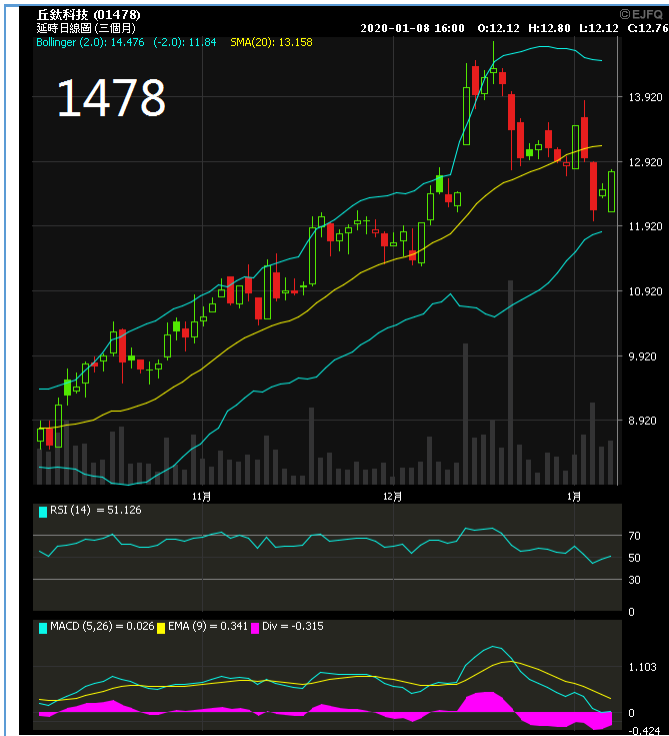 丘鈦科技 (01478)
©EJFQ
延時日線圖 (三個月)
2020-01-08 16:00 O:12.12 H:12.80 L:12.12 C:12.76
Bollinger (2.0): 14.476 (-2.0): 11.84 SMA(20): 13.158
1478
13.920
12.920
11.920
10.920
9.920
8.920
11月 12月 1月
RSI (14) = 51.126
70
50
30
0
MACD (5,26) = 0.026 EMA (9) = 0.341 Div = -0.315
1.103
0
-0.424